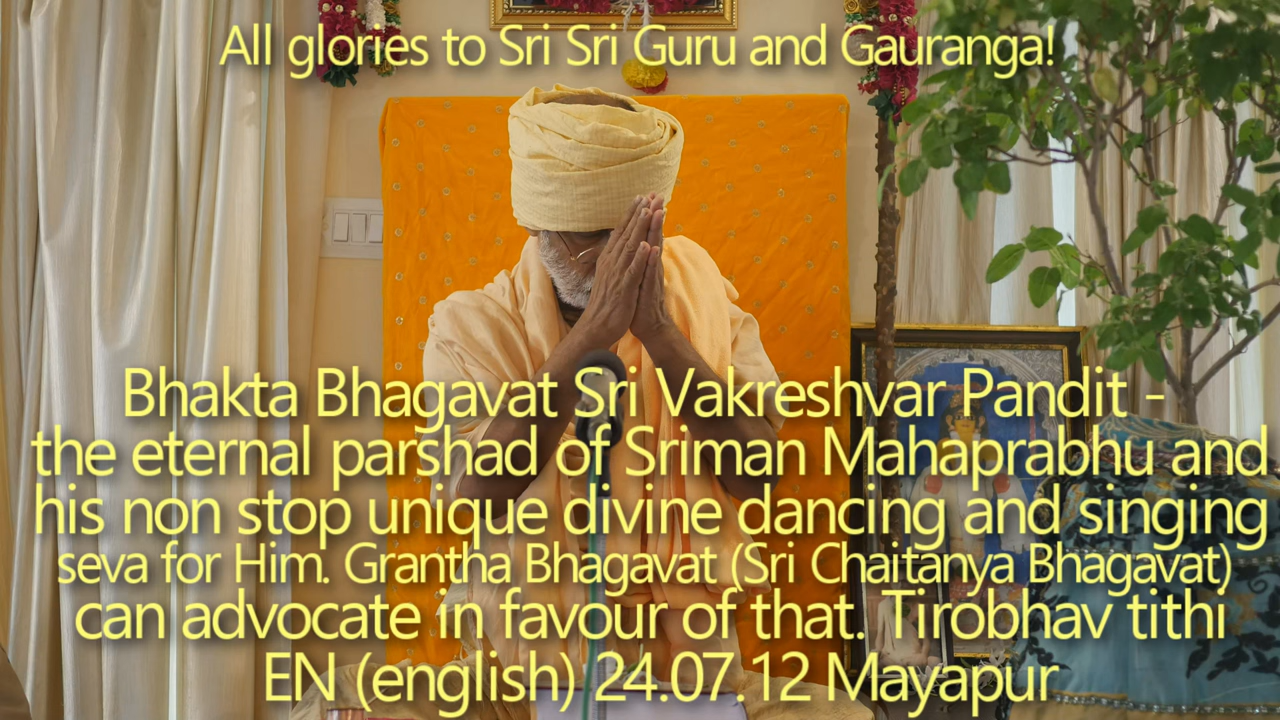 All glories to Sri Sri Guru and Gauranga!
Bhakta Bhagavat Sri Vakreshvar Pandit -
the eternal parshad of Sriman Mahaprabhu and
his non stop unique divine dancing and singing
seva for Him. Grantha Bhagavat (Sri Chaitanya Bhagavat)
can advocate in favour of that. Tirobhav tithi
EN (english) 24.07.12 Mayapur